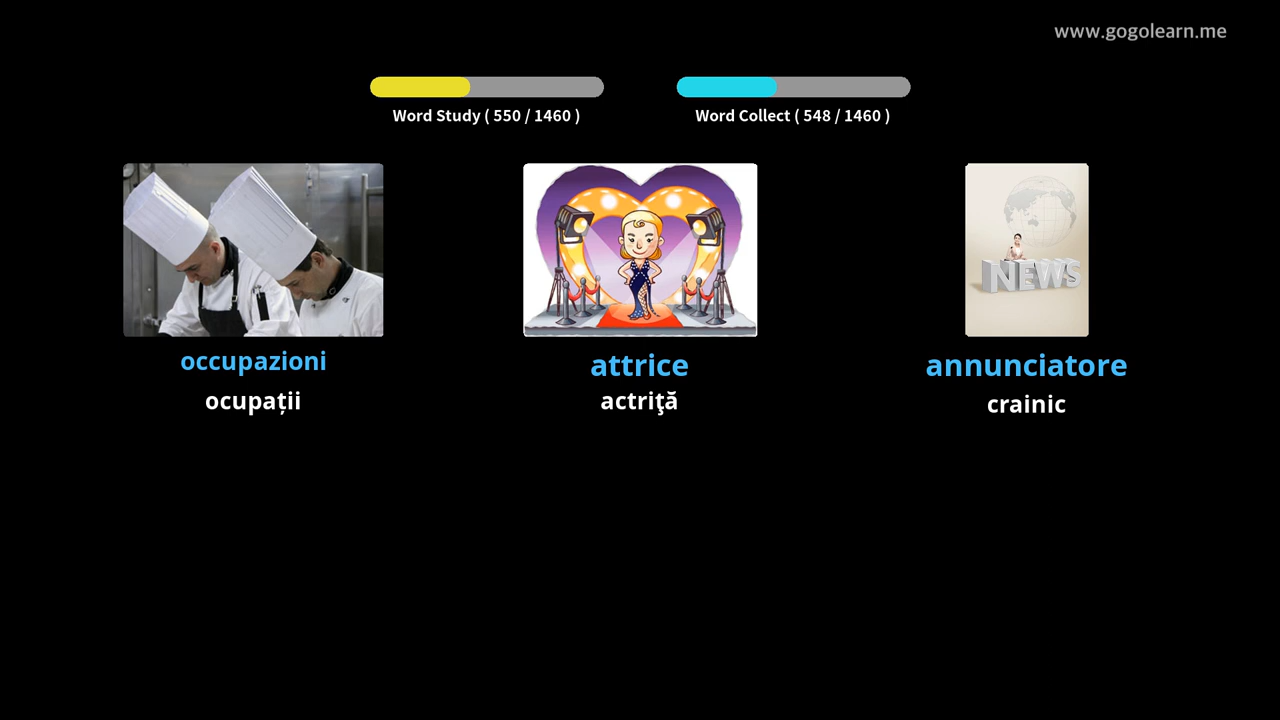 www.gogolearn.me
Word Study ( 550 / 1460 )
Word Collect ( 548 / 1460 )
NEWS
occupazioni
attrice
annunciatore
ocupații
actriţă
crainic